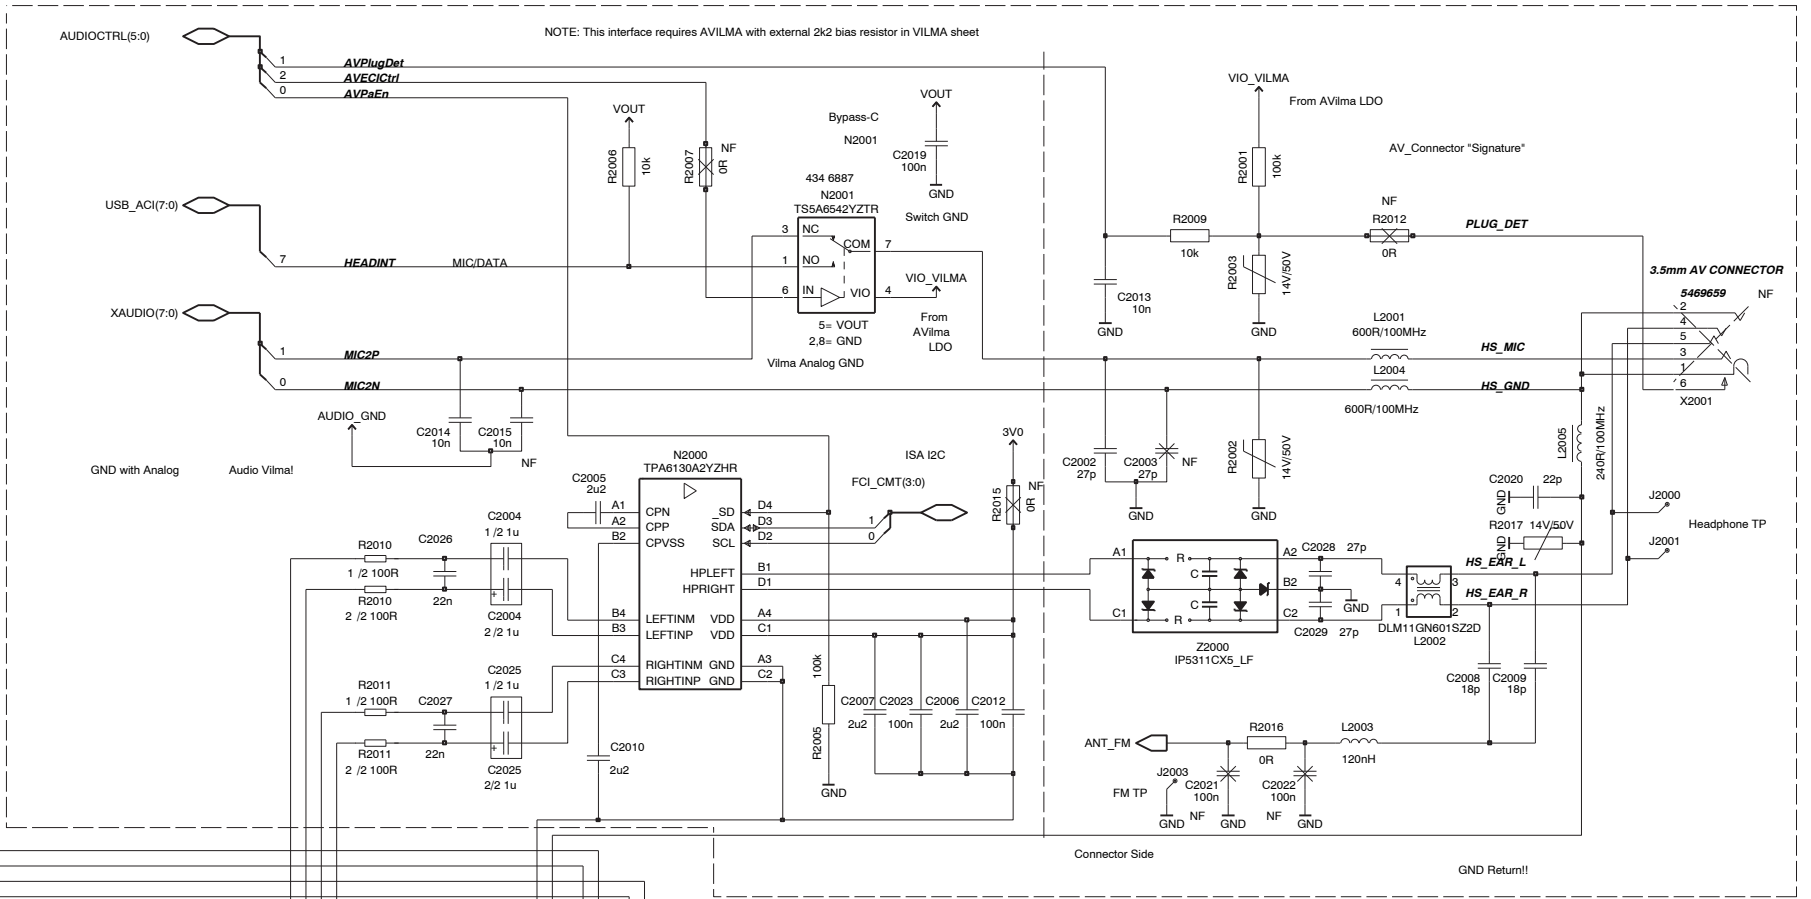 NOTE: This interface requires AVILMA with external 2k2 bias resistor in VILMA sheet
AUDIOCTRL(5:0)
1
AVPlugDet
2
AVECICtrl
0
AVPaEn
VOUT
R2006
10k
R2007
NF
0R
Bypass-C
N2001
VOUT
C2019
100n
GND
VIO_VILMA
From AVilma LDO
R2001
100k
AV_Connector "Signature"
USB_ACI(7:0)
7
HEADINT
MIC/DATA
434 6887
N2001
TS5A6542YZTR
Switch GND
3
NC
COM
7
1
NO
6
IN
VIO
4
5= VOUT
2,8= GND
Vilma Analog GND
VIO_VILMA
From
AVilma
LDO
R2009
10k
NF
R2012
0R
PLUG_DET
R2003
14V/50V
C2013
10n
GND
GND
3.5mm AV CONNECTOR
5469659
NF
2
4
5
3
1
6
X2001
XAUDIO(7:0)
1
MIC2P
0
MIC2N
L2001
600R/100MHz
HS_MIC
L2004
600R/100MHz
HS_GND
AUDIO_GND
C2014
10n
C2015
10n
NF
GND with Analog
Audio Vilma!
N2000
TPA6130A2YZHR
C2005
2u2
A1
CPN
A2
CPP
B2
CPVSS
_SD
D4
SDA
D3
SCL
D2
HPLEFT
B1
HPRIGHT
D1
B4
LEFTINM
VDD
A4
B3
LEFTINP
VDD
C1
C4
RIGHTINM
GND
A3
C3
RIGHTINP
GND
C2
ISA I2C
FCI_CMT(3:0)
1
0
3V0
R2015
NF
0R
C2002
27p
C2003
27p
NF
GND
R2002
14V/50V
GND
L2005
240R/100MHz
C2020
22p
GND
R2017
14V/50V
GND
J2000
Headphone TP
J2001
C2004
1 /2 1u
R2010
1 /2 100R
C2026
R2010
2 /2 100R
22n
+
C2004
2 /2 1u
C2025
1 /2 1u
R2011
1 /2 100R
C2027
R2011
2 /2 100R
22n
+
C2025
2/2 1u
C2010
2u2
100k
R2005
GND
C2007
2u2
C2023
100n
C2006
2u2
C2012
100n
A1
R
A2
C
B2
C
C1
R
C2
Z2000
IP5311CX5_LF
C2028
27p
GND
C2029
27p
4
3
1
2
DLM11GN601SZ2D
L2002
HS_EAR_L
HS_EAR_R
C2008
18p
C2009
18p
ANT_FM
R2016
0R
L2003
120nH
J2003
FM TP
GND
C2021
100n
NF
GND
C2022
100n
NF
GND
Connector Side
GND Return!!